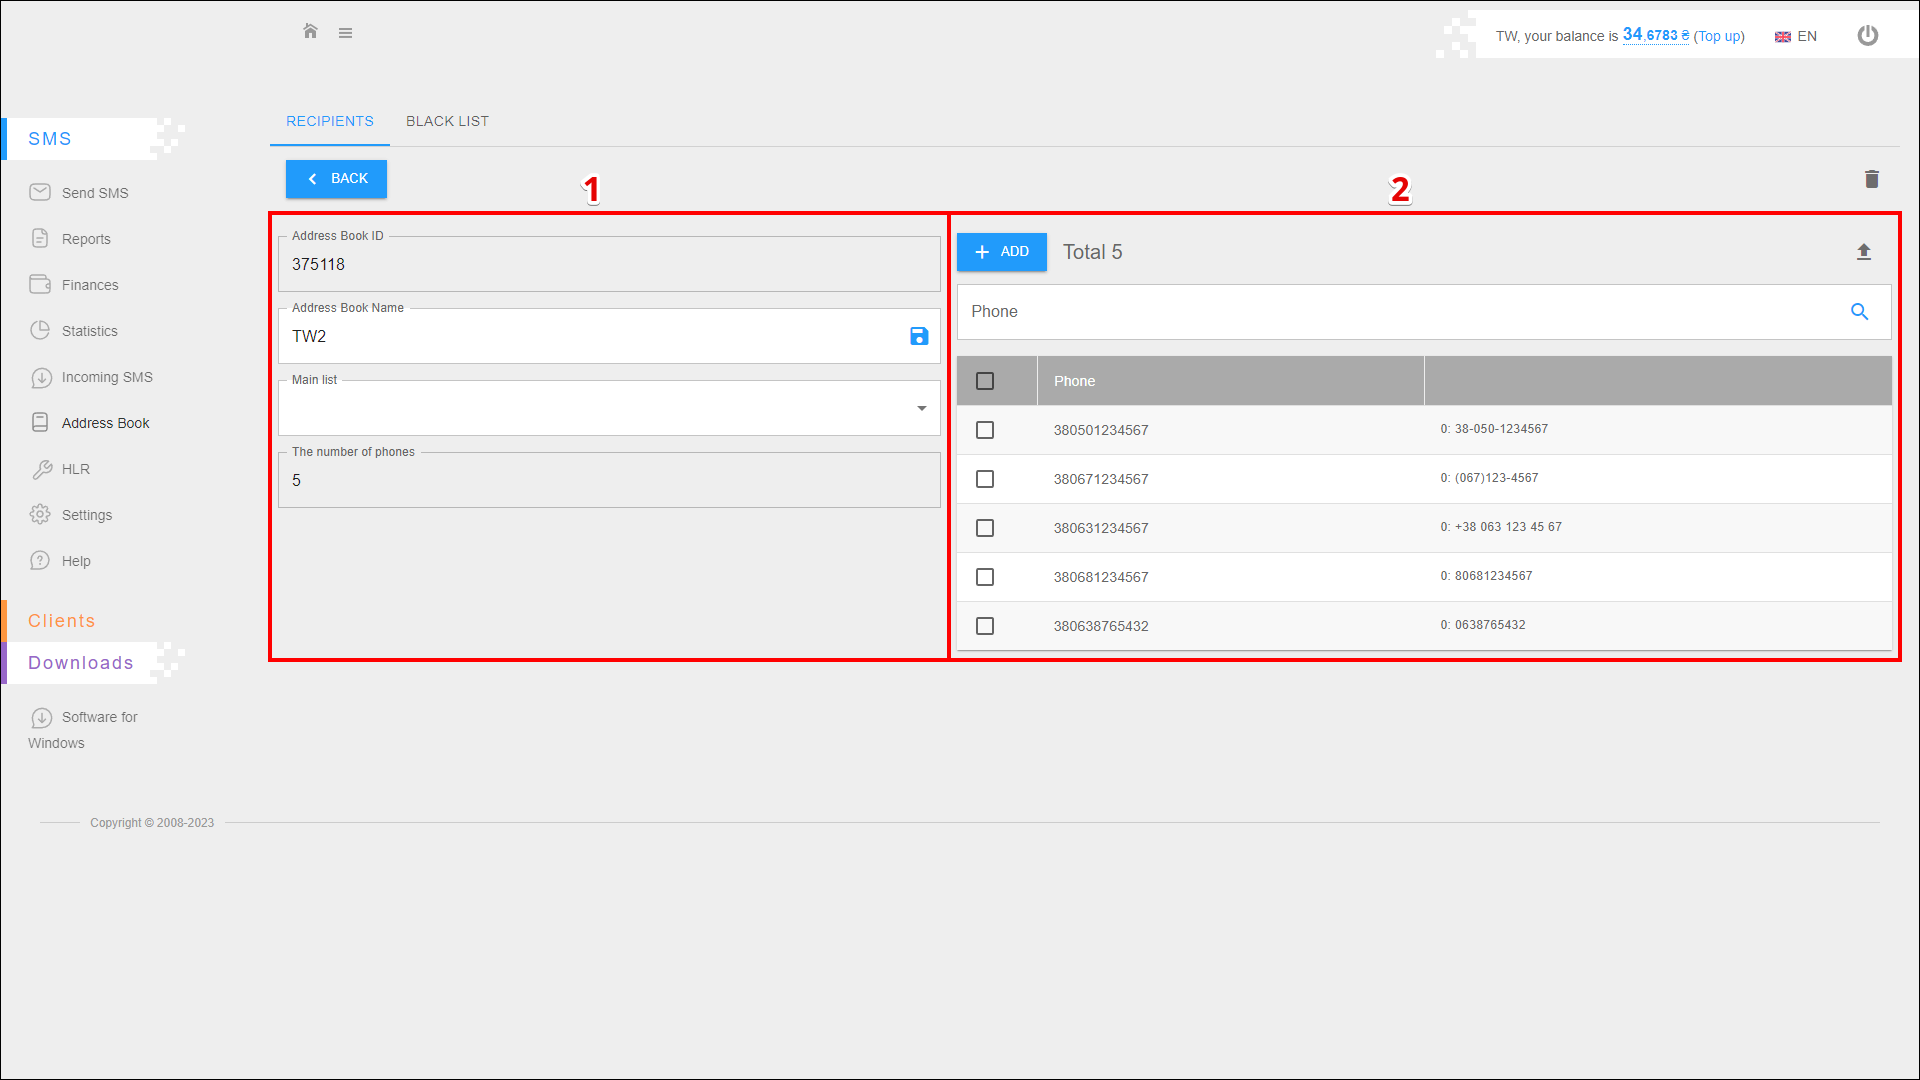 TW, your balance is 34,6783 ₴ (Top up) EN
RECIPIENTS BLACK LIST
SMS
Send SMS
Reports
Finances
Statistics
Incoming SMS
Address Book
HLR
Settings
Help
Clients
Downloads
Software for
Windows
BACK
1
2
Address Book ID
375118
Address Book Name
TW2
Main list
The number of phones
5
ADD Total 5
Phone
Phone
380501234567 0: 38-050-1234567
380671234567 0: (067)123-4567
380631234567 0: +38 063 123 45 67
380681234567 0: 80681234567
380638765432 0: 0638765432
Copyright © 2008-2023